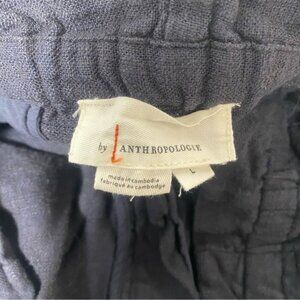 by ANTHROPOLOGIE
L
made in cambodia
fabriqué au cambodge